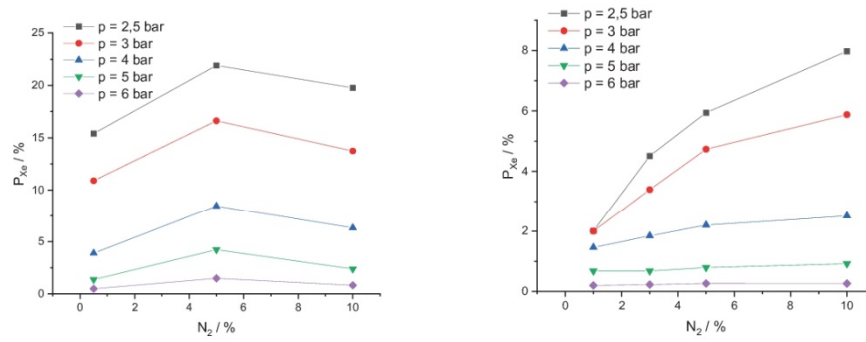 p = 2,5 bar
p = 3 bar
p = 4 bar
p = 5 bar
p = 6 bar
25
20
15
10
5
0
P_Xe / %
0 2 4 6 8 10
N₂ / %
p = 2,5 bar
p = 3 bar
p = 4 bar
p = 5 bar
p = 6 bar
8
6
4
2
0
P_Xe / %
0 2 4 6 8 10
N₂ / %